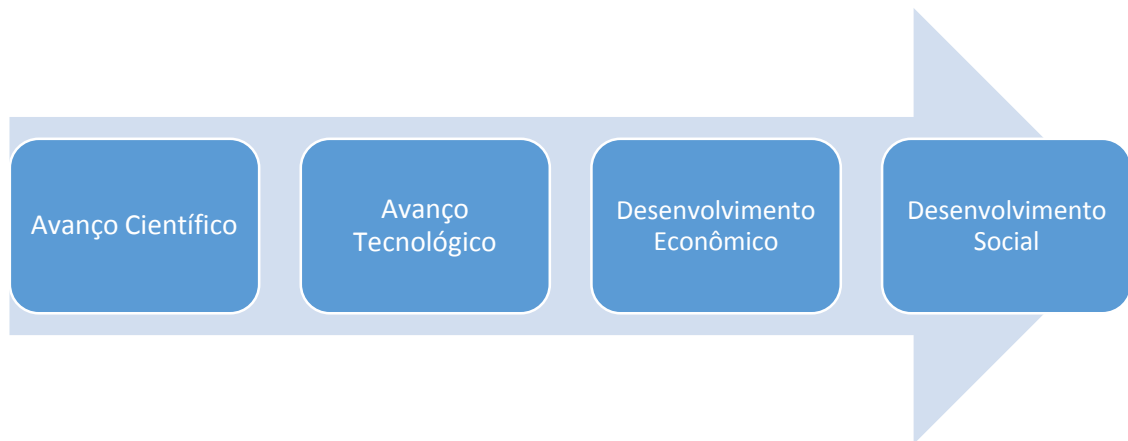 Avanço Científico
Avanço
Tecnológico
Desenvolvimento
Econômico
Desenvolvimento
Social